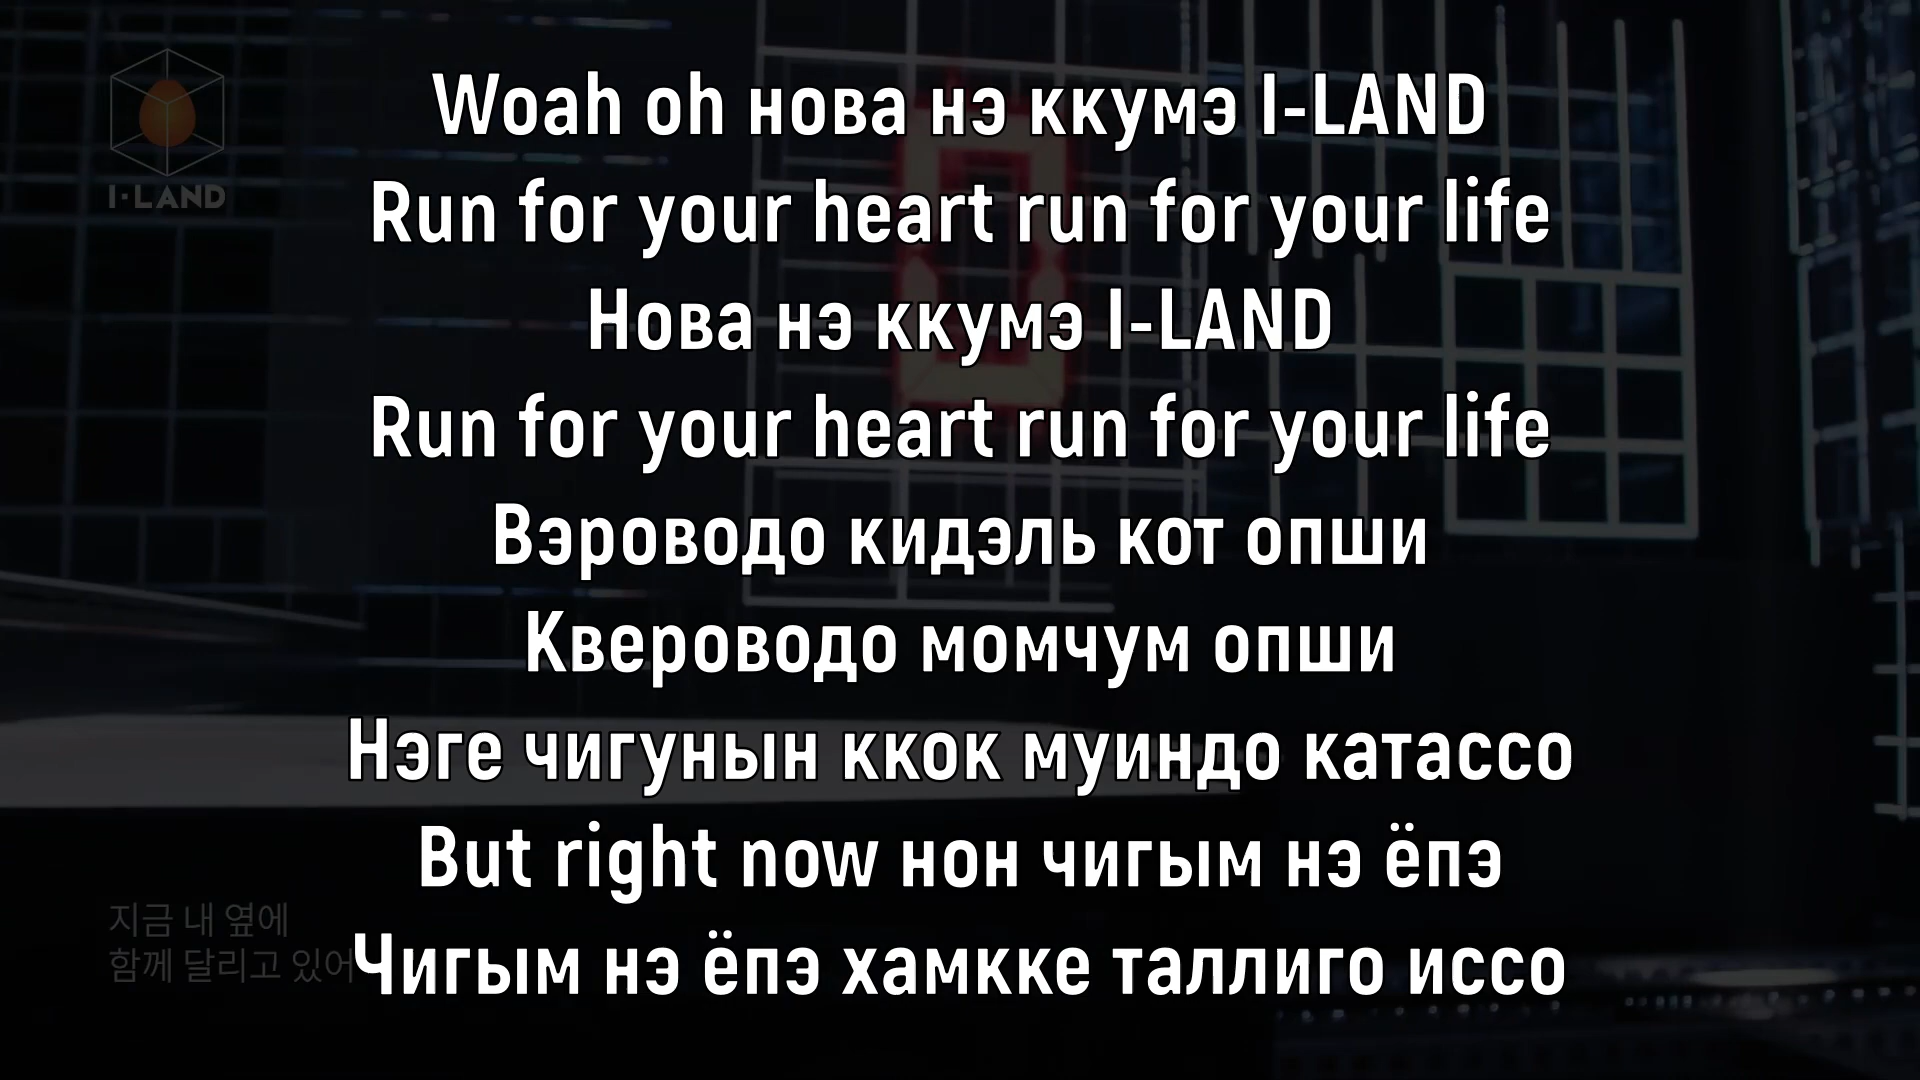 I·LAND
Woah oh нова нэ ккумэ I-LAND
Run for your heart run for your life
Нова нэ ккумэ I-LAND
Run for your heart run for your life
Вэроводо кидэль кот опши
Квероводо момчум опши
Нэге чигунын ккок муиндо катассо
But right now нон чигым нэ ёпэ
Чигым нэ ёпэ хамкке таллиго иссо
지금 내 옆에
함께 달리고 있어